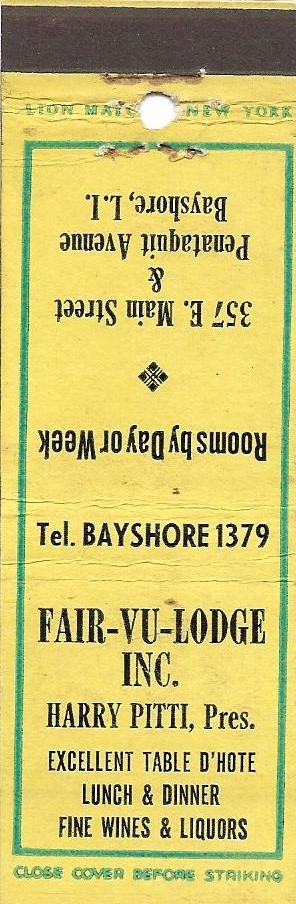 LION MATCH NEW YORK
357 E. Main Street
&
Penataquit Avenue
Bayshore, L.I.
Rooms by Day or Week
Tel. BAYSHORE 1379
FAIR-VU-LODGE
INC.
HARRY PITTI, Pres.
EXCELLENT TABLE D'HOTE
LUNCH & DINNER
FINE WINES & LIQUORS
CLOSE COVER BEFORE STRIKING